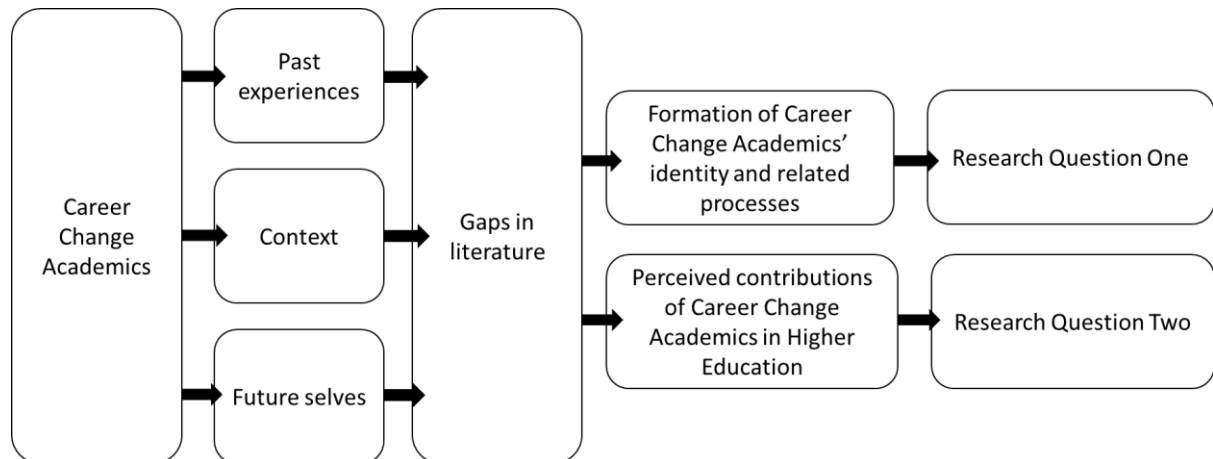 Career
Change
Academics
Past
experiences
Context
Future selves
Gaps in
literature
Formation of Career
Change Academics’
identity and related
processes
Perceived contributions
of Career Change
Academics in Higher
Education
Research Question One
Research Question Two